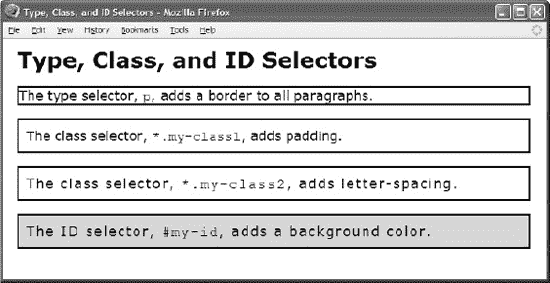 Type, Class, and ID Selectors - Mozilla Firefox
File Edit View History Bookmarks Tools Help
Type, Class, and ID Selectors
The type selector, p, adds a border to all paragraphs.
The class selector, *.my-class1, adds padding.
The class selector, *.my-class2, adds letter-spacing.
The ID selector, #my-id, adds a background color.